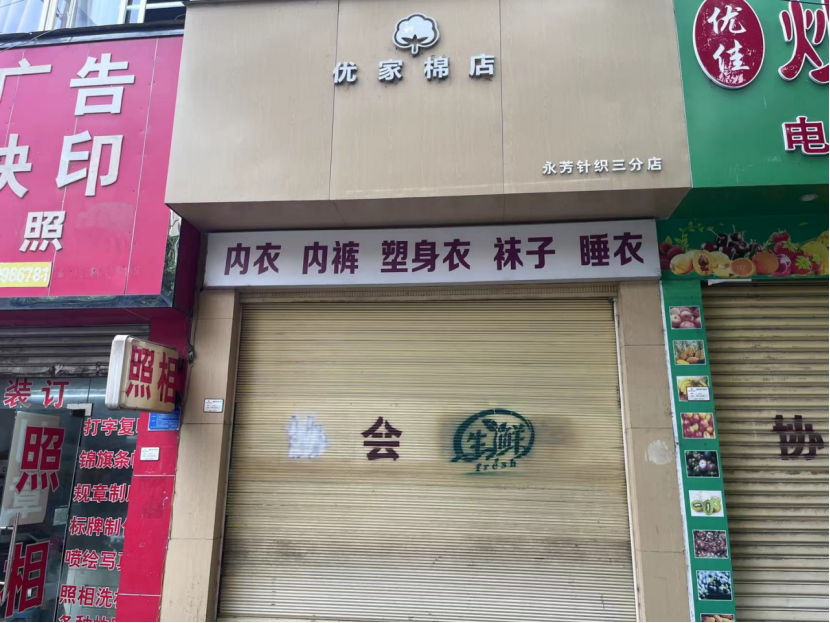 广告
快印
照
966781
照相
装订
照
相
打字复
锦旗条
规章制
标牌制
喷绘写真
照相洗
优家棉店
永芳针织三分店
内衣 内裤 塑身衣 袜子 睡衣
协会
生鲜
fresh
优佳
电
协